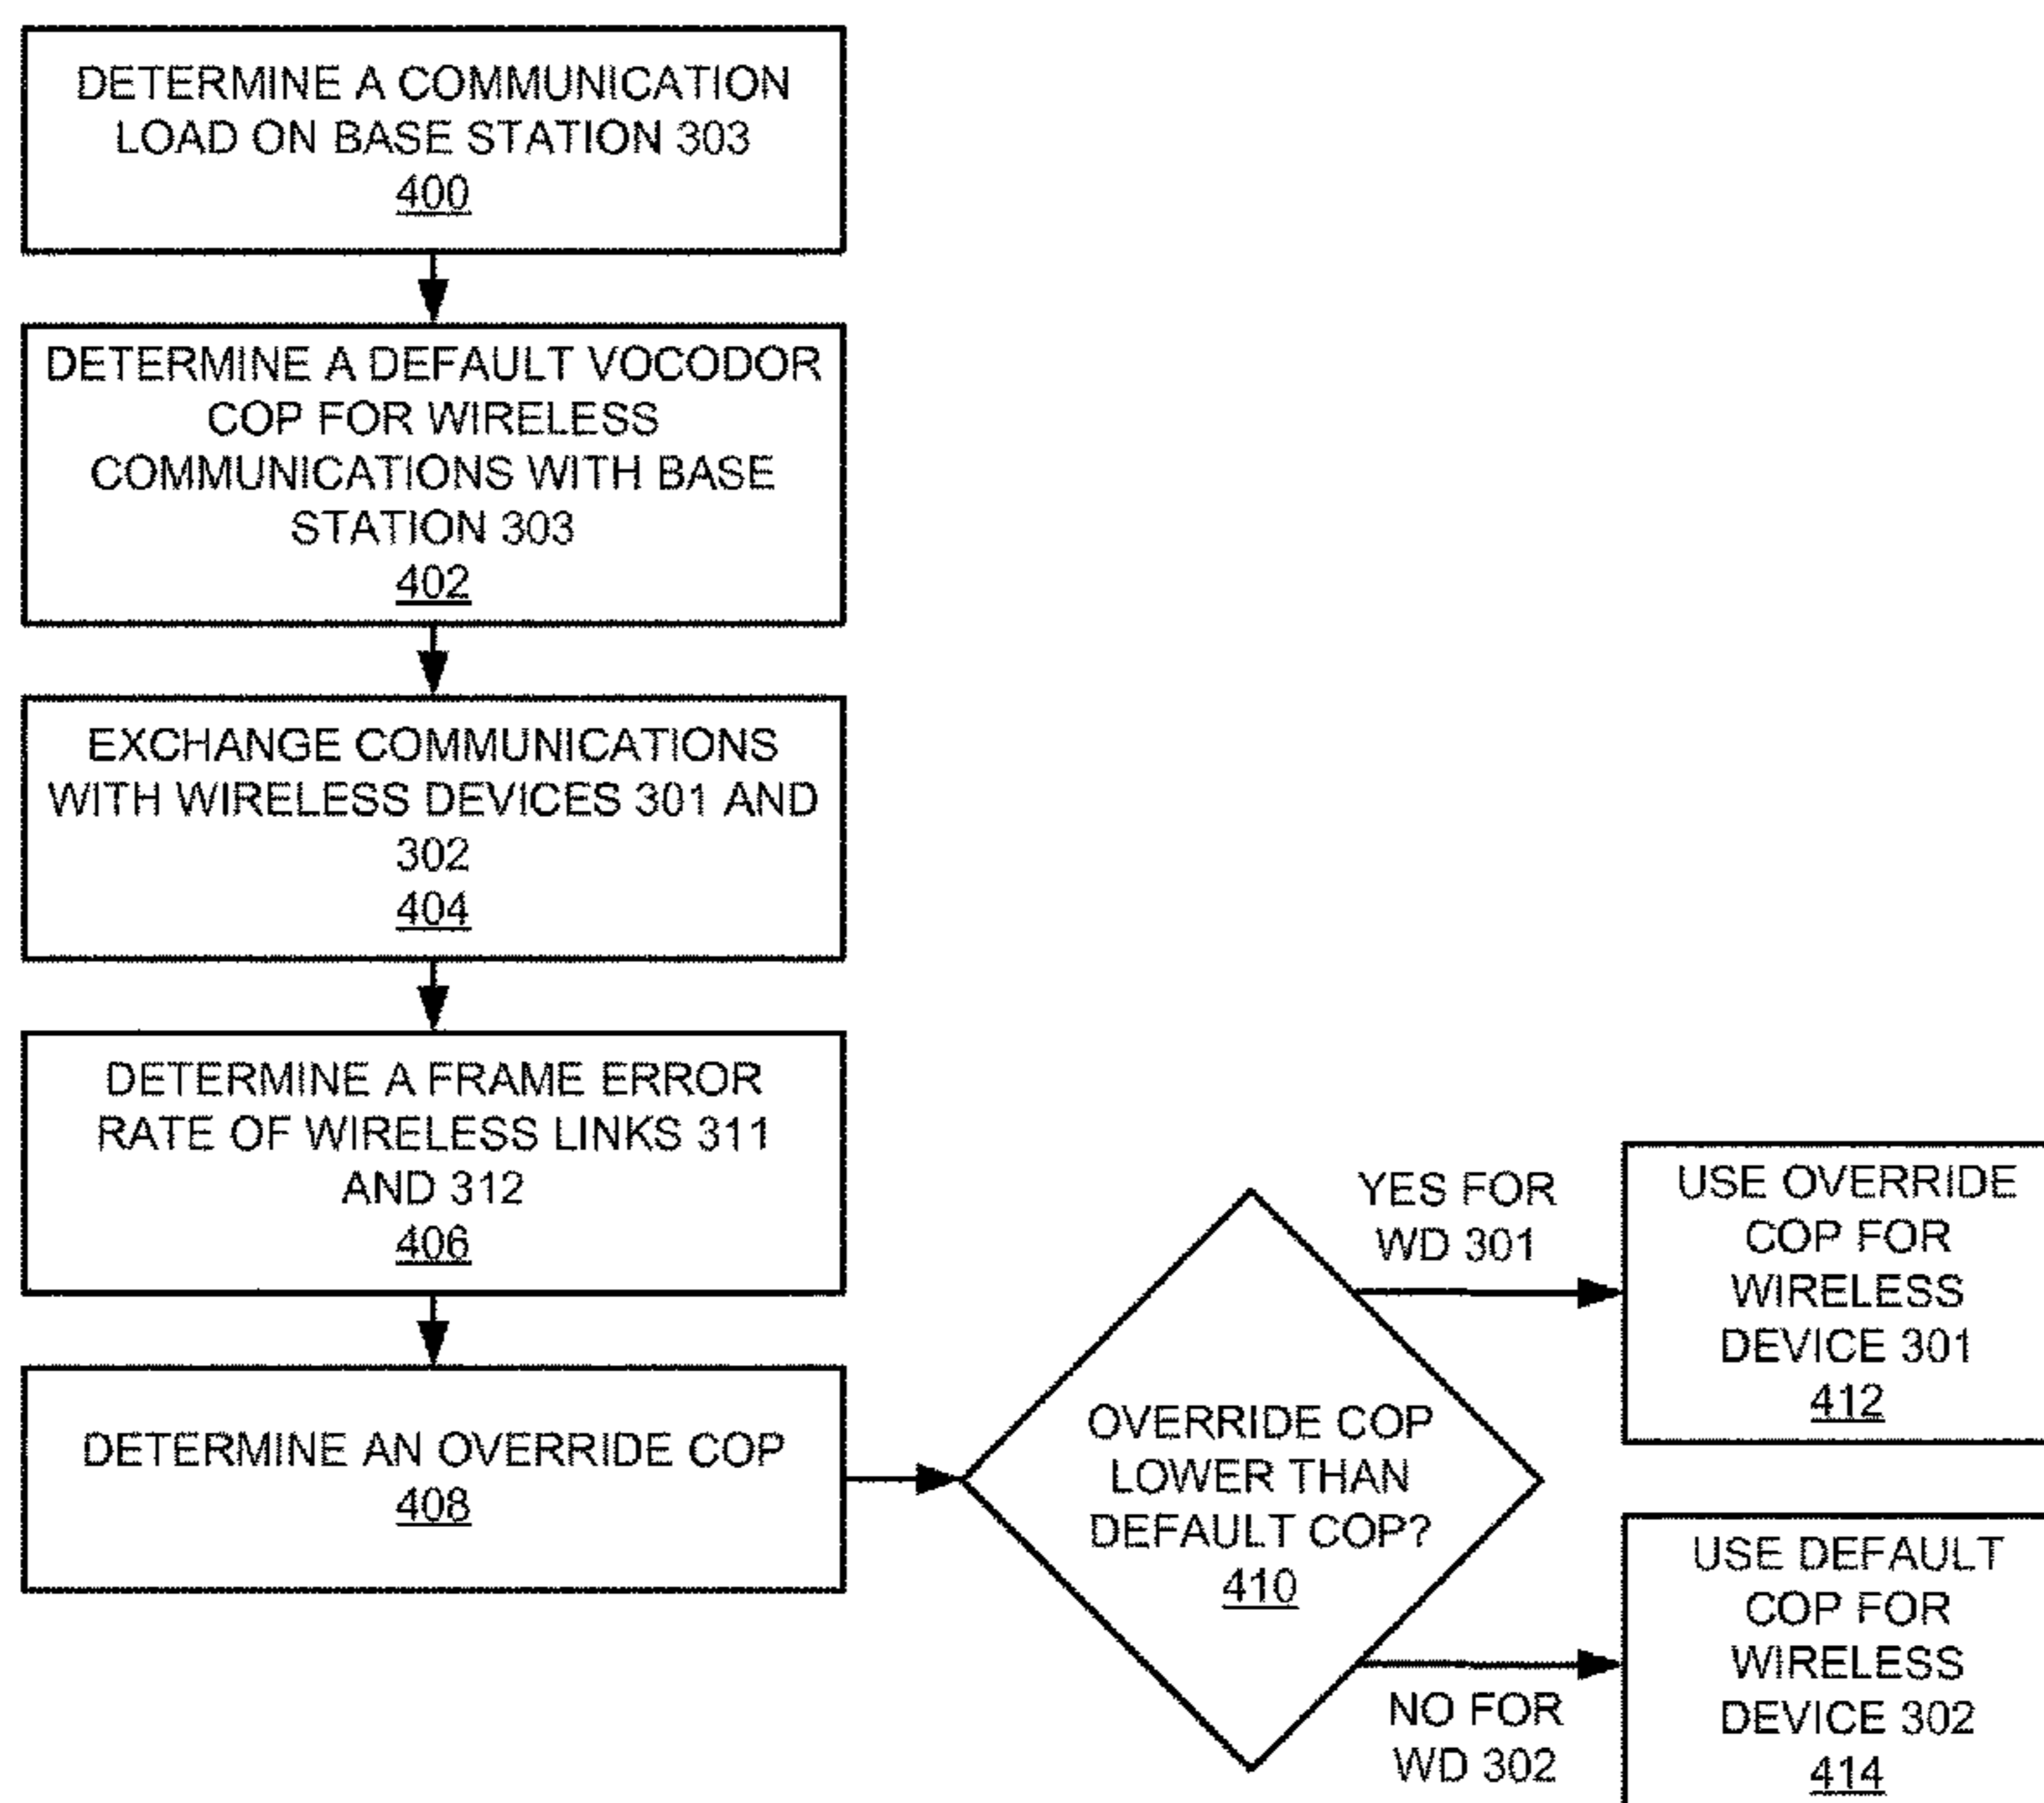 DETERMINE A COMMUNICATION
LOAD ON BASE STATION 303
400
DETERMINE A DEFAULT VOCODOR
COP FOR WIRELESS
COMMUNICATIONS WITH BASE
STATION 303
402
EXCHANGE COMMUNICATIONS
WITH WIRELESS DEVICES 301 AND
302
404
DETERMINE A FRAME ERROR
RATE OF WIRELESS LINKS 311
AND 312
406
DETERMINE AN OVERRIDE COP
408
OVERRIDE COP
LOWER THAN
DEFAULT COP?
410
YES FOR
WD 301
USE OVERRIDE
COP FOR
WIRELESS
DEVICE 301
412
NO FOR
WD 302
USE DEFAULT
COP FOR
WIRELESS
DEVICE 302
414